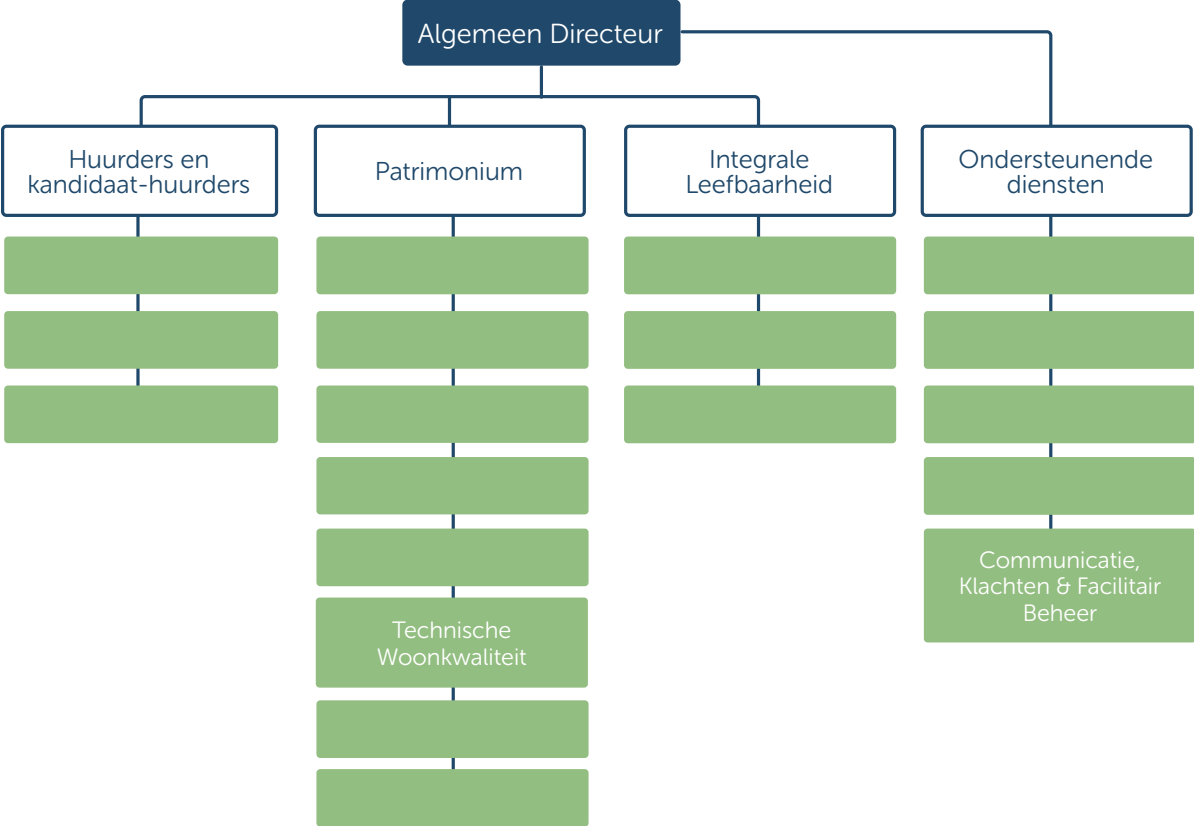 Algemeen Directeur
Huurders en
kandidaat-huurders
Patrimonium
Integrale
Leefbaarheid
Ondersteunende
diensten
Technische
Woonkwaliteit
Communicatie,
Klachten & Facilitair
Beheer